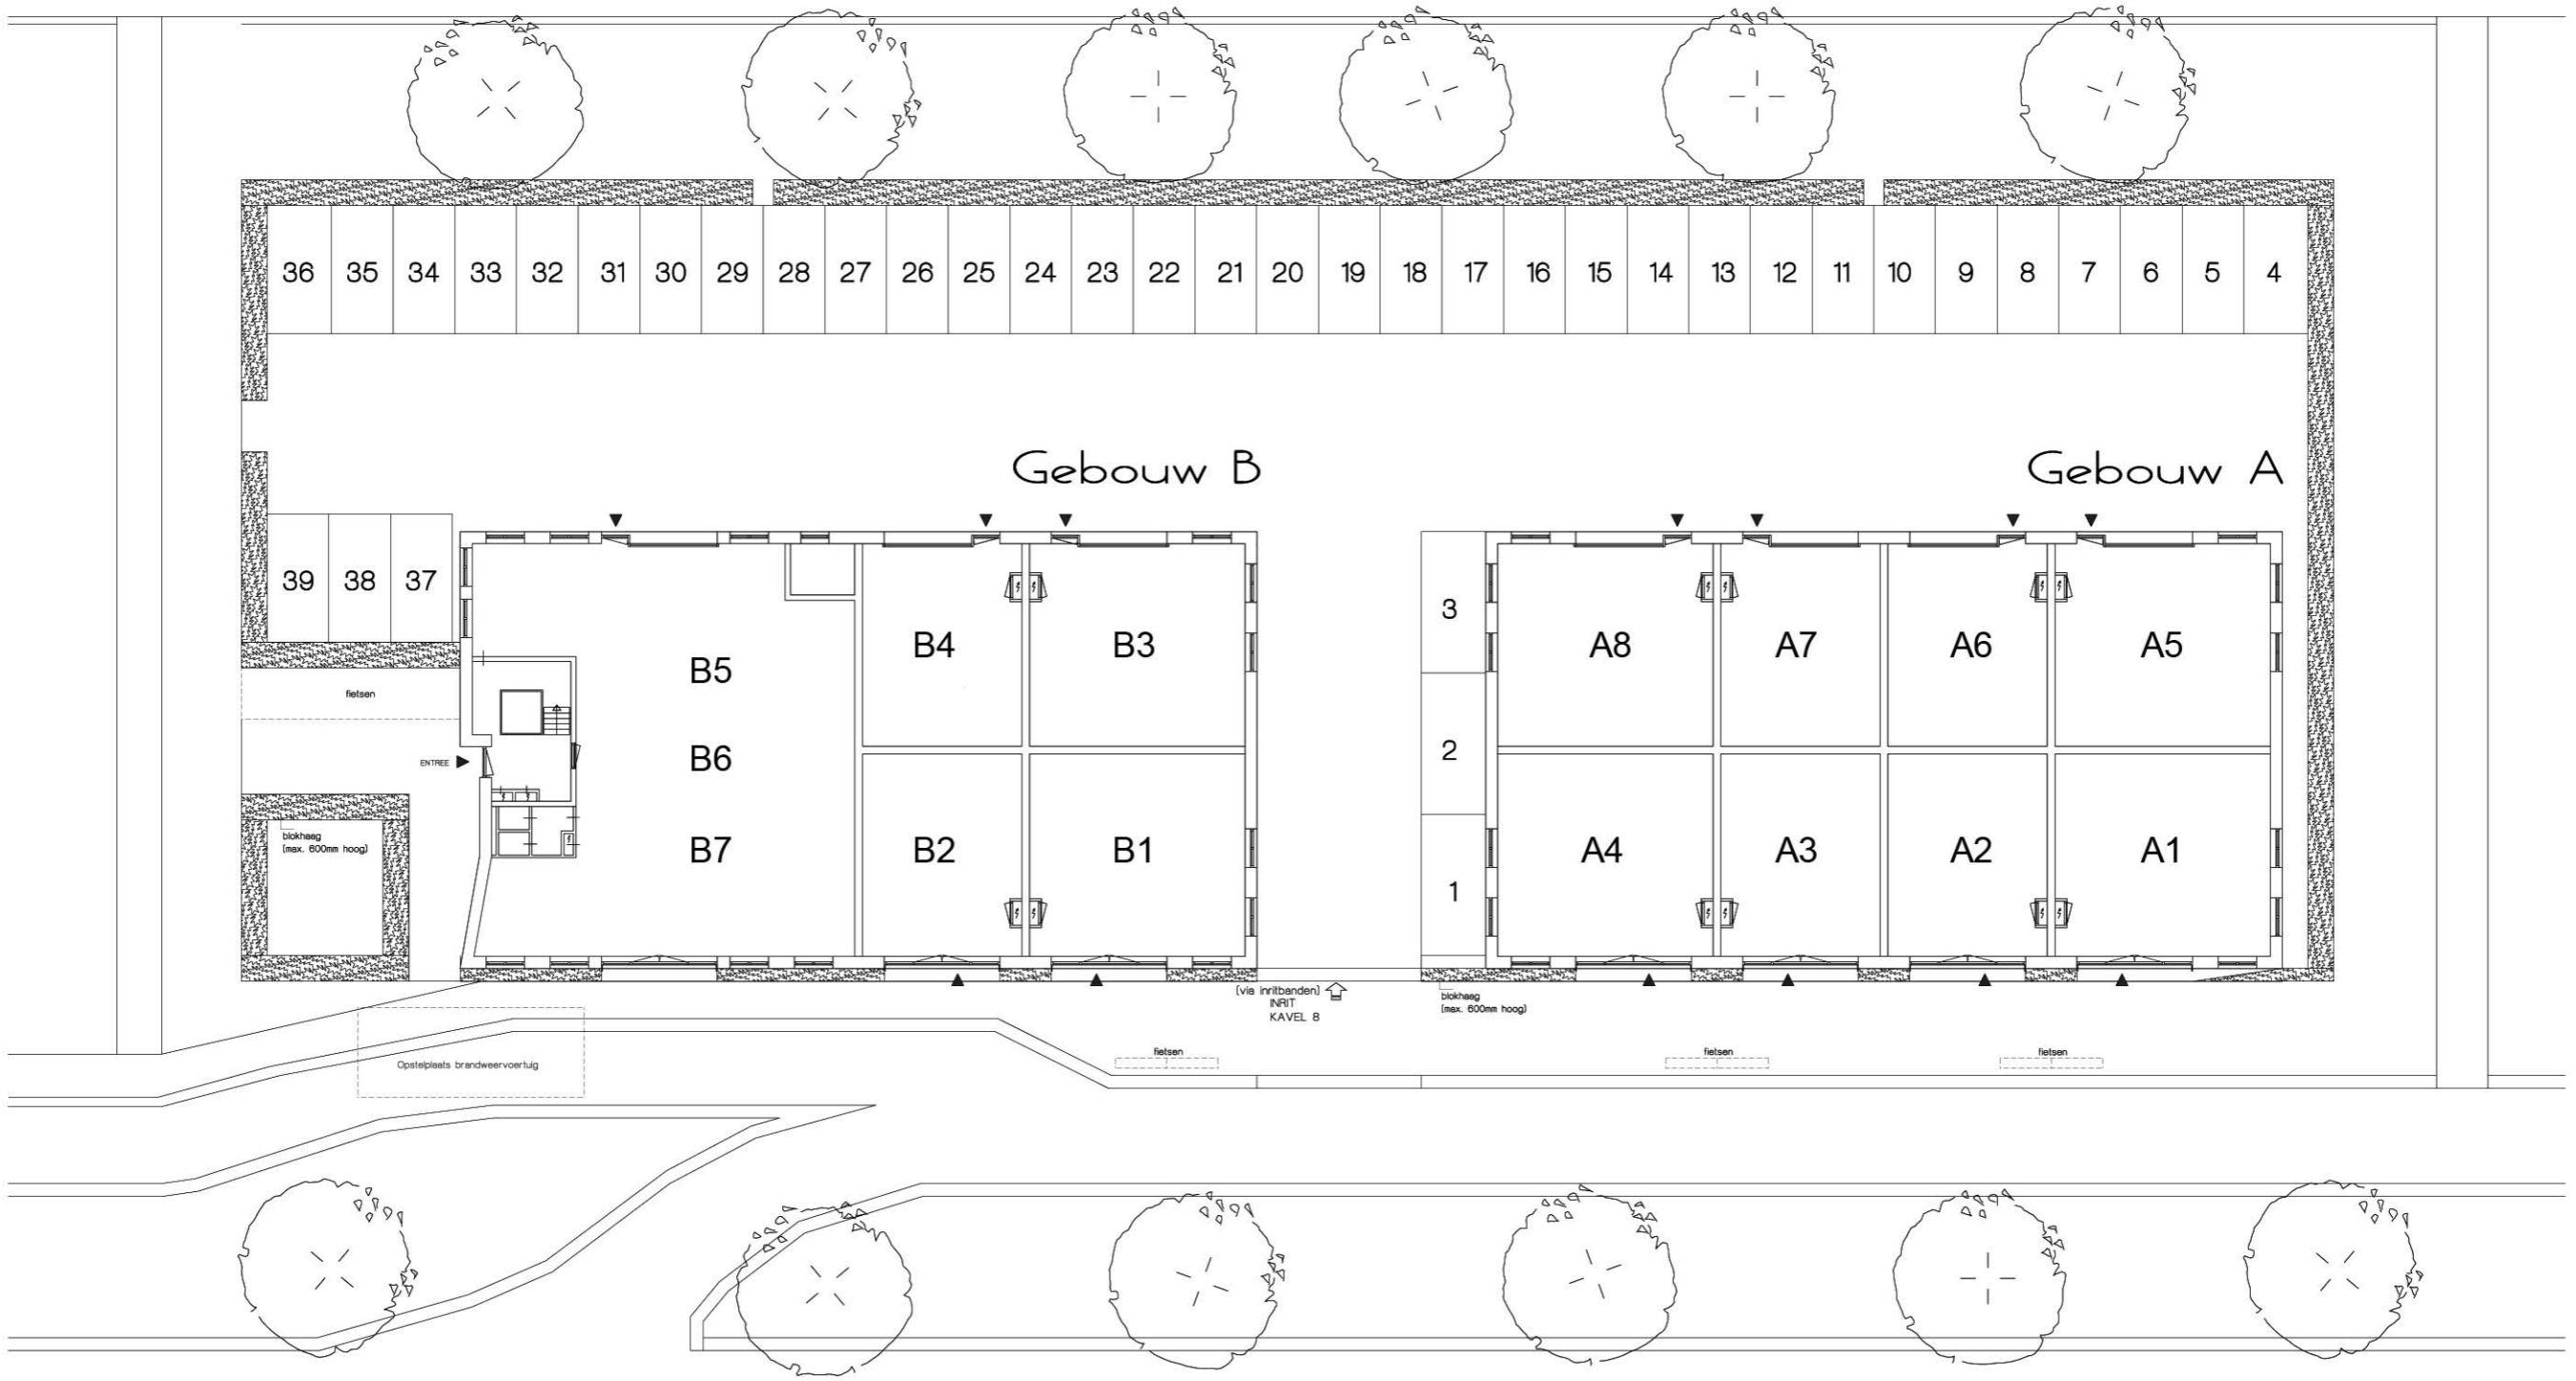 36 35 34 33 32 31 30 29 28 27 26 25 24 23 22 21 20 19 18 17 16 15 14 13 12 11 10 9 8 7 6 5 4
Gebouw B
Gebouw A
39 38 37
3
2
1
B4
B3
B5
B6
B7
B2
B1
A8
A7
A6
A5
A4
A3
A2
A1
fietsen
ENTREE
blokhaag
(max. 600mm hoog)
(via inritbanden)
INRIT
KAVEL 8
blokhaag
(max. 600mm hoog)
fietsen
fietsen
fietsen
Opstelplaats brandweervoertuig